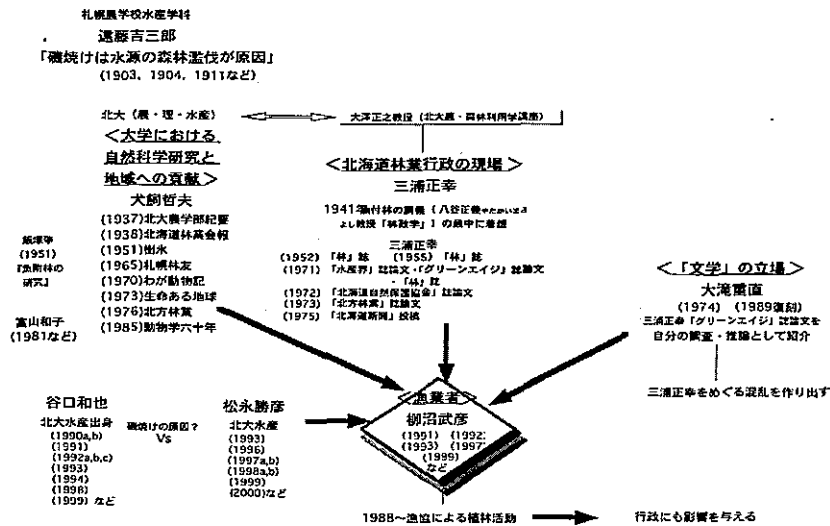 札幌農学校水産学科
遠藤吉三郎
「磯焼けは水源の森林濫伐が原因」
(1903, 1904, 1911など)
北大（農・理・水産）
大澤正之教授（北大農・森林利用学講座）
＜大学における
自然科学研究と
地域への貢献＞
犬飼哲夫
(1937)北大農学部紀要
(1938)北海道林業会報
(1951)樹氷
(1965)札幌林友
(1970)わが動物記
(1973)生命ある地球
(1976)北方林業
(1985)動物学六十年
飯塚肇
(1951)
『魚附林の
研究』
富山和子
(1981など)
＜北海道林業行政の現場＞
三浦正幸
よし教授「林政学」）の最中に着想
三浦正幸
(1952) 「林」誌 (1955) 「林」誌
(1971) 「水産界」誌論文・「グリーンエイジ」誌論文
・「林」誌
(1972) 「北海道自然保護協会」誌論文
(1973) 「北方林業」誌論文
(1975) 「北海道新聞」投稿
＜「文学」の立場＞
大滝重直
(1974) (1989復刻)
三浦正幸「グリーンエイジ」誌論文を
自分の調査・推論として紹介
三浦正幸をめぐる混乱を作り出す
＜漁業者＞
柳沼武彦
(1991) (1992)
(1993) (1997)
(1999)
など
谷口和也
北大水産出身
(1990a,b)
(1991)
(1992a,b,c)
(1993)
(1994)
(1998)
(1999) など
磯焼けの原因？
Vs
松永勝彦
北大水産
(1993)
(1996)
(1997a,b)
(1998a,b)
(1999)
(2000)など
1988～漁協による植林活動
行政にも影響を与える